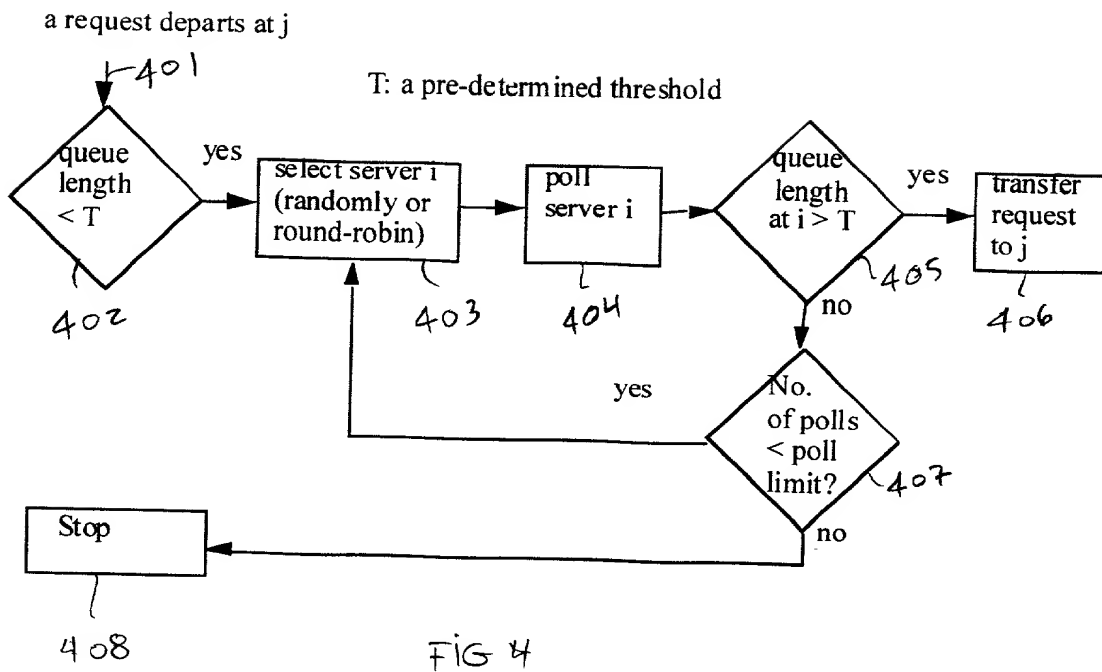 a request departs at j
401
T: a pre-determined threshold
queue
length
< T
yes
select server i
(randomly or
round-robin)
poll
server i
queue
length
at i > T
yes
transfer
request
to j
402
403
404
405
406
no
yes
No.
of polls
< poll
limit?
407
no
Stop
408
FIG 4